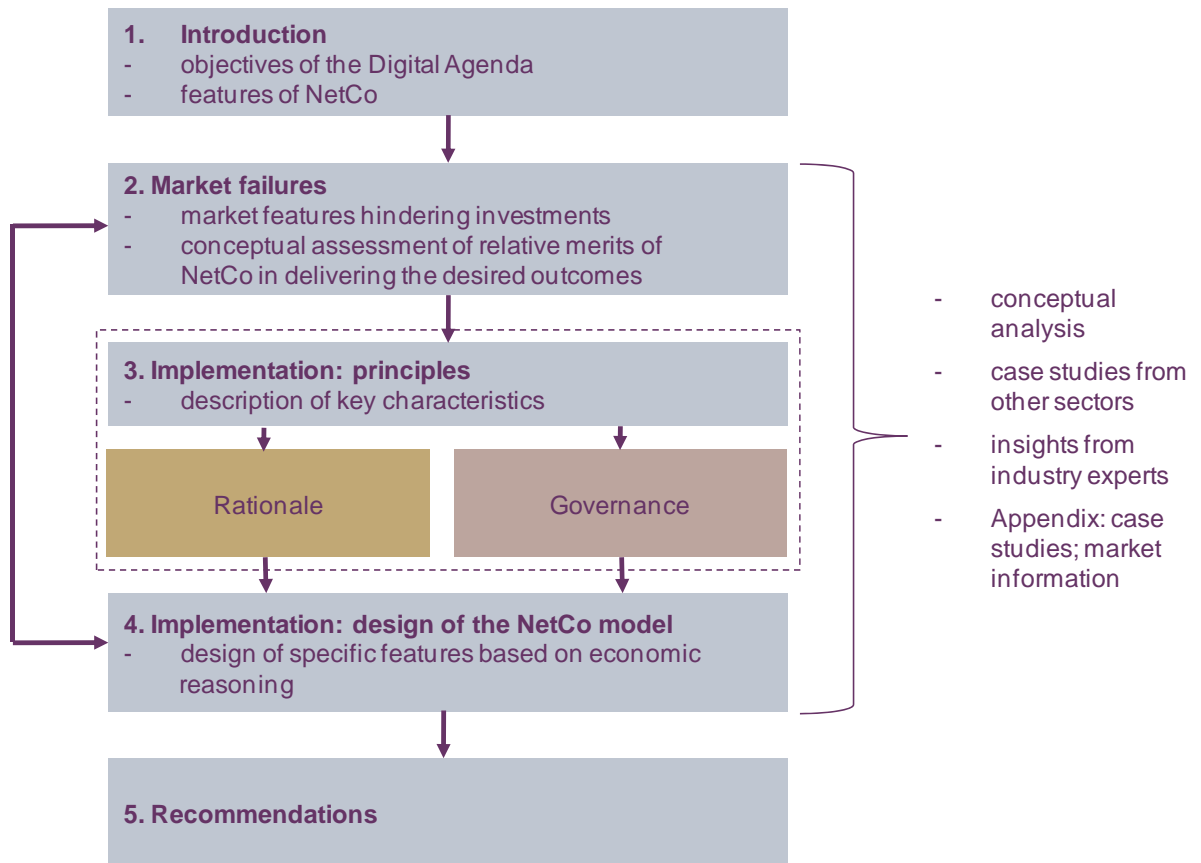 1. Introduction
- objectives of the Digital Agenda
- features of NetCo
2. Market failures
- market features hindering investments
- conceptual assessment of relative merits of
NetCo in delivering the desired outcomes
3. Implementation: principles
- description of key characteristics
Rationale
Governance
4. Implementation: design of the NetCo model
- design of specific features based on economic
reasoning
5. Recommendations
- conceptual
analysis
- case studies from
other sectors
- insights from
industry experts
- Appendix: case
studies; market
information